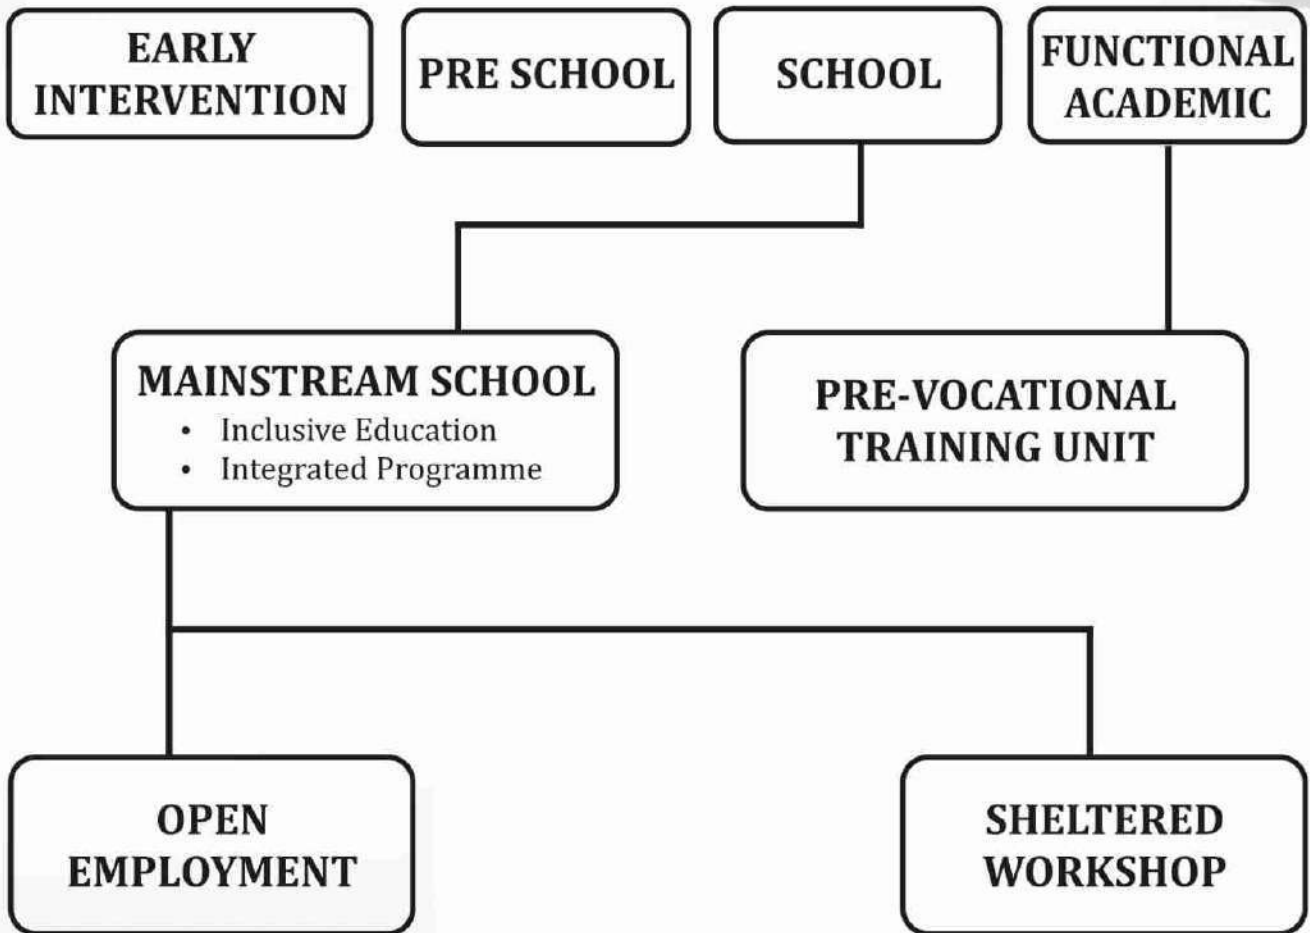 EARLY
INTERVENTION
PRE SCHOOL
SCHOOL
FUNCTIONAL
ACADEMIC
MAINSTREAM SCHOOL
• Inclusive Education
• Integrated Programme
PRE-VOCATIONAL
TRAINING UNIT
OPEN
EMPLOYMENT
SHELTERED
WORKSHOP